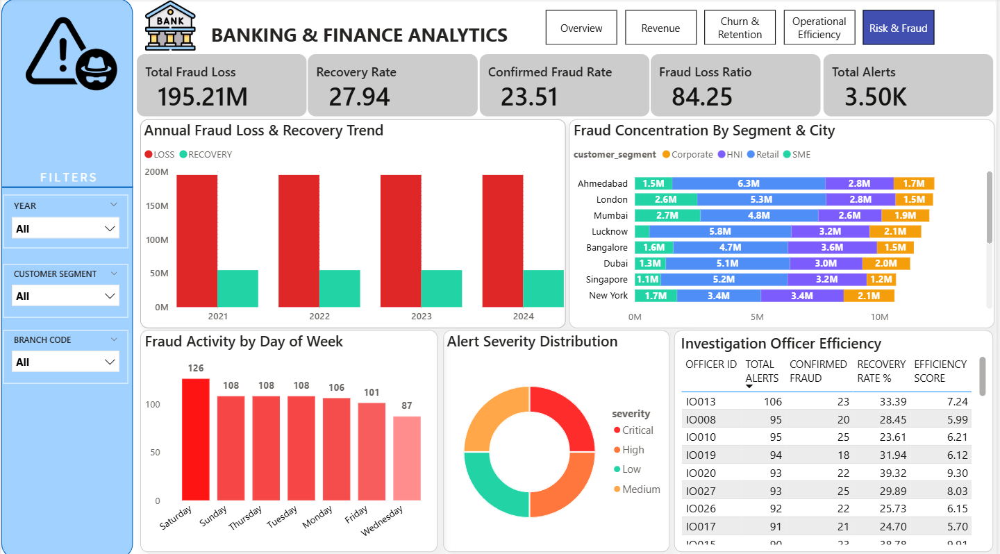 BANK
BANKING & FINANCE ANALYTICS
Overview
Revenue
Churn &
Retention
Operational
Efficiency
Risk & Fraud
FILTERS
YEAR
All
CUSTOMER SEGMENT
All
BRANCH CODE
All
Total Fraud Loss
195.21M
Recovery Rate
27.94
Confirmed Fraud Rate
23.51
Fraud Loss Ratio
84.25
Total Alerts
3.50K
Annual Fraud Loss & Recovery Trend
LOSS RECOVERY
200M
150M
100M
50M
0M
2021 2022 2023 2024
Fraud Concentration By Segment & City
customer_segment Corporate HNI Retail SME
Ahmedabad 1.5M 6.3M 2.8M 1.7M
London 2.6M 5.3M 2.8M 1.5M
Mumbai 2.7M 4.8M 2.6M 1.9M
Lucknow 5.8M 3.2M 2.1M
Bangalore 1.6M 4.7M 3.6M 1.5M
Dubai 1.3M 5.1M 3.0M 2.0M
Singapore 1.1M 5.2M 3.2M 1.2M
New York 1.7M 3.4M 3.4M 2.1M
0M 5M 10M
Fraud Activity by Day of Week
126 108 108 108 106 101 87
100
50
0
Saturday Sunday Thursday Tuesday Monday Friday Wednesday
Alert Severity Distribution
severity
Critical
High
Low
Medium
Investigation Officer Efficiency
OFFICER ID TOTAL CONFIRMED RECOVERY EFFICIENCY
ALERTS FRAUD RATE % SCORE
IO013 106 23 33.39 7.24
IO008 95 20 28.45 5.99
IO010 95 25 23.61 6.21
IO019 94 18 31.94 6.12
IO020 93 22 39.32 9.30
IO027 93 25 29.89 8.03
IO026 92 22 25.73 6.15
IO017 91 21 24.70 5.70